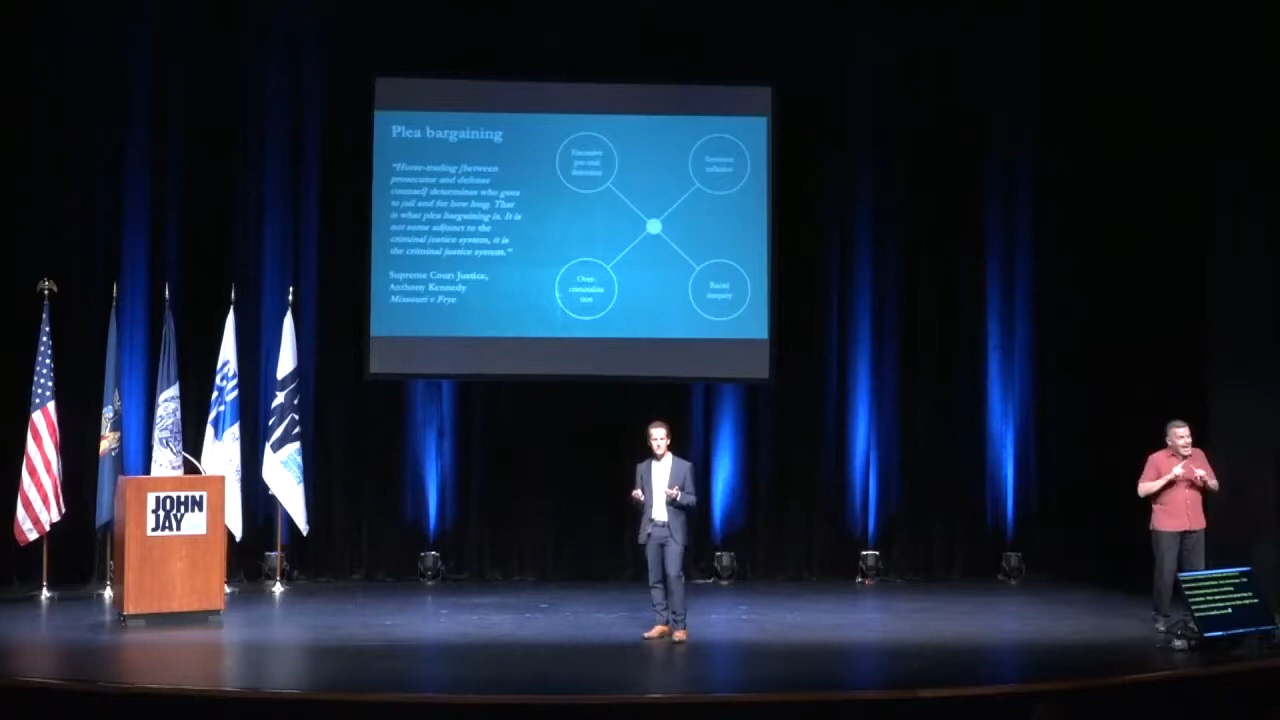 Plea bargaining
"Horse-trading [between
prosecutor and defense
counsel] determines who goes
to jail and for how long. That
is what plea bargaining is. It is
not some adjunct to the
criminal justice system, it is
the criminal justice system."
Supreme Court Justice,
Anthony Kennedy
Missouri v Frye
Excessive
pre-trial
detention
Sentence
inflation
Over-
criminaliza
tion
Racial
inequity
JOHN
JAY